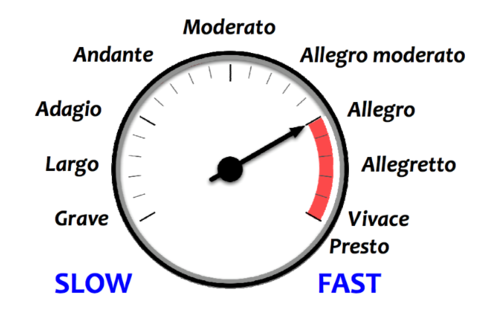 Moderato
Andante
Allegro moderato
Adagio
Allegro
Largo
Allegretto
Grave
Vivace
Presto
SLOW
FAST